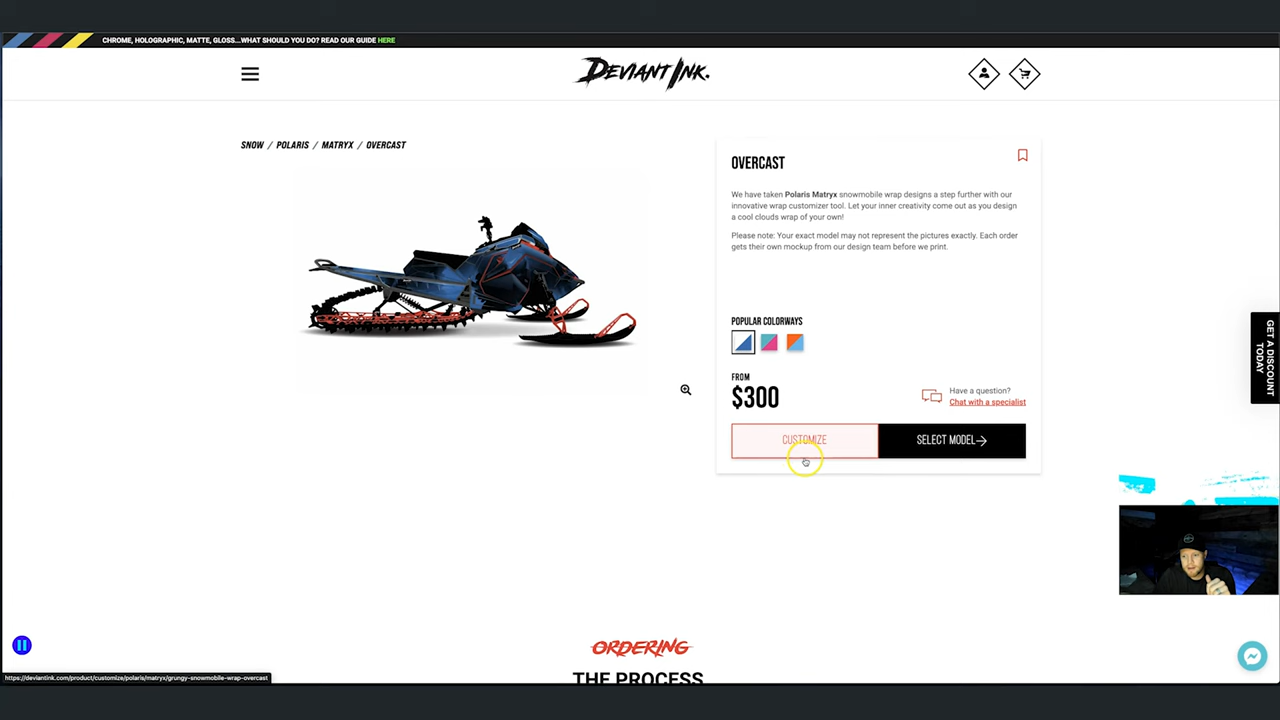 CHROME, HOLOGRAPHIC, MATTE, GLOSS...WHAT SHOULD YOU DO? READ OUR GUIDE HERE
DEVIANT INK.
SNOW / POLARIS / MATRYX / OVERCAST
OVERCAST
We have taken Polaris Matryx snowmobile wrap designs a step further with our
innovative wrap customizer tool. Let your inner creativity come out as you design
a cool clouds wrap of your own!
Please note: Your exact model may not represent the pictures exactly. Each order
gets their own mockup from our design team before we print.
POPULAR COLORWAYS
FROM
$300
Have a question?
Chat with a specialist
CUSTOMIZE
SELECT MODEL
GET A DISCOUNT
TODAY
ORDERING
THE PROCESS
https://deviantink.com/product/customize/polaris/matryx/grungy-snowmobile-wrap-overcast